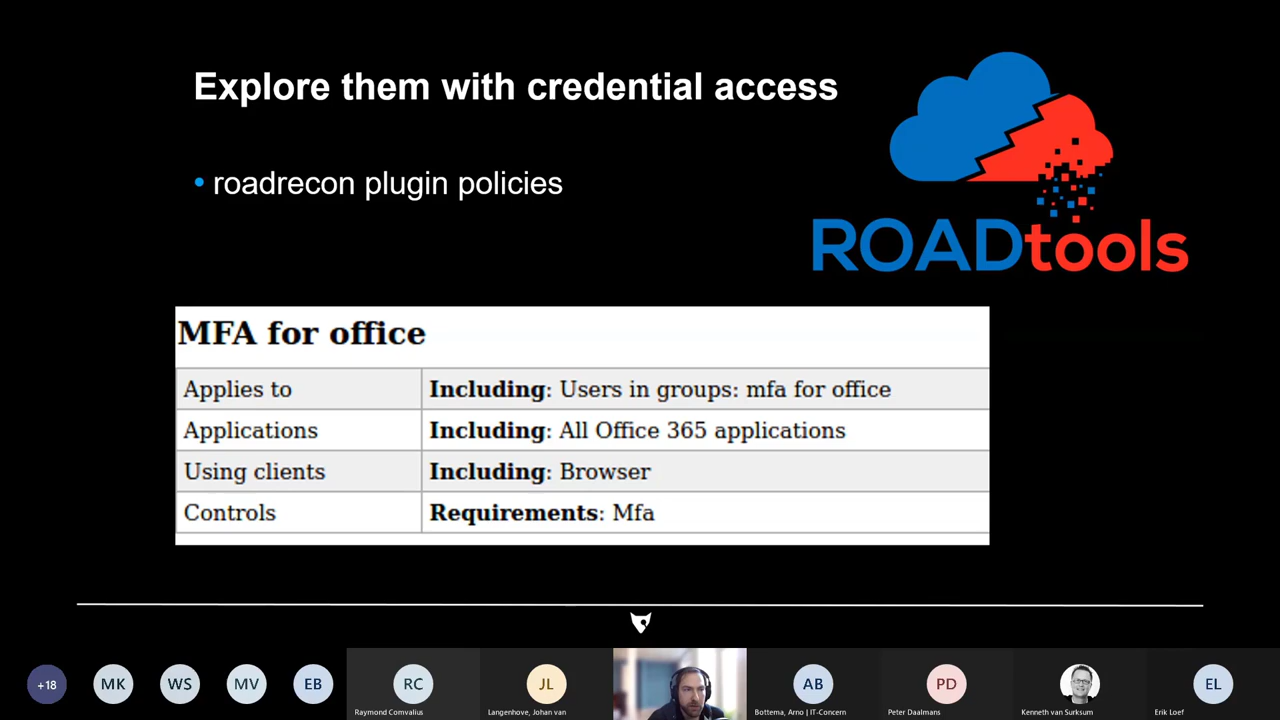 Explore them with credential access
• roadrecon plugin policies
ROADtools
MFA for office
Applies to Including: Users in groups: mfa for office
Applications Including: All Office 365 applications
Using clients Including: Browser
Controls Requirements: Mfa
+18 MK WS MV EB RC JL AB PD EL
Raymond Comvalius Langenhove, Johan van Bottema, Arno | IT-Concern Peter Daalmans Kenneth van Surksum Erik Loef